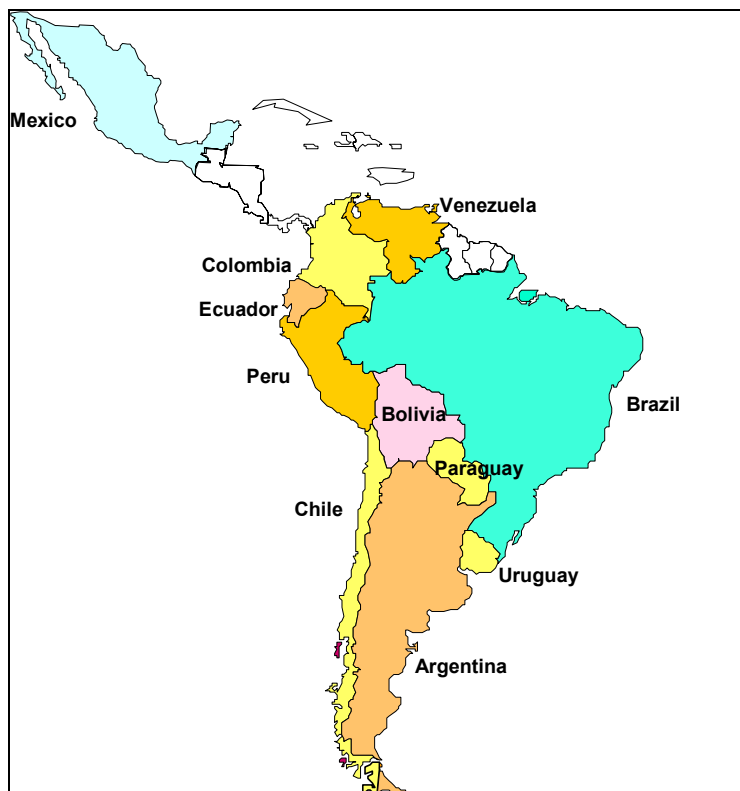 Mexico
Venezuela
Colombia
Ecuador
Peru
Brazil
Bolivia
Paraguay
Chile
Uruguay
Argentina